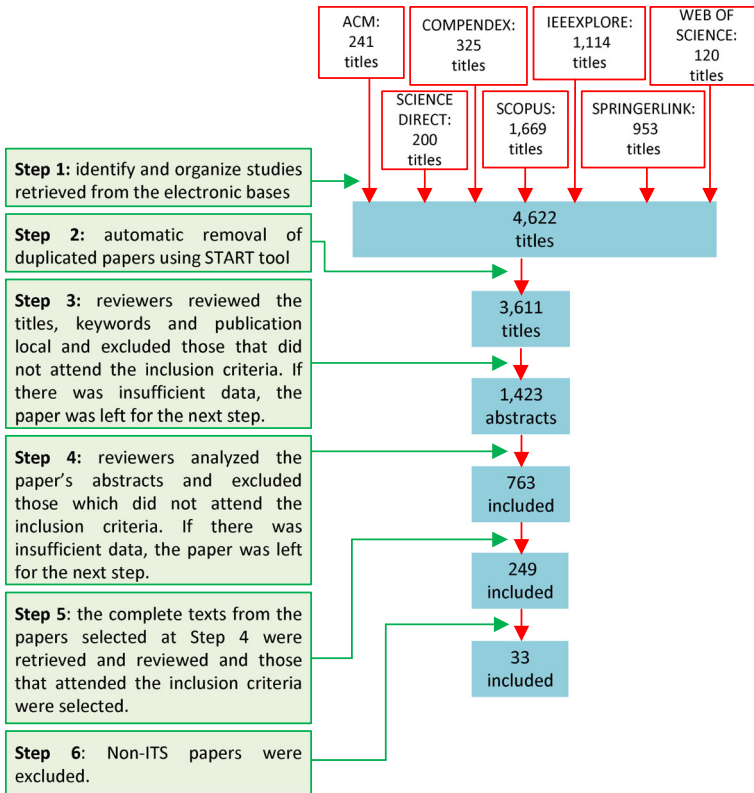 ACM:
241
titles
COMPENDEX:
325
titles
IEEEXPLORE:
1,114
titles
WEB OF
SCIENCE:
120
titles
SCIENCE
DIRECT:
200
titles
SCOPUS:
1,669
titles
SPRINGERLINK:
953
titles
Step 1: identify and organize studies
retrieved from the electronic bases
4,622
titles
Step 2: automatic removal of
duplicated papers using START tool
3,611
titles
Step 3: reviewers reviewed the
titles, keywords and publication
local and excluded those that did
not attend the inclusion criteria. If
there was insufficient data, the
paper was left for the next step.
1,423
abstracts
Step 4: reviewers analyzed the
paper's abstracts and excluded
those which did not attend the
inclusion criteria. If there was
insufficient data, the paper was left
for the next step.
763
included
249
included
Step 5: the complete texts from the
papers selected at Step 4 were
retrieved and reviewed and those
that attended the inclusion criteria
were selected.
33
included
Step 6: Non-ITS papers were
excluded.